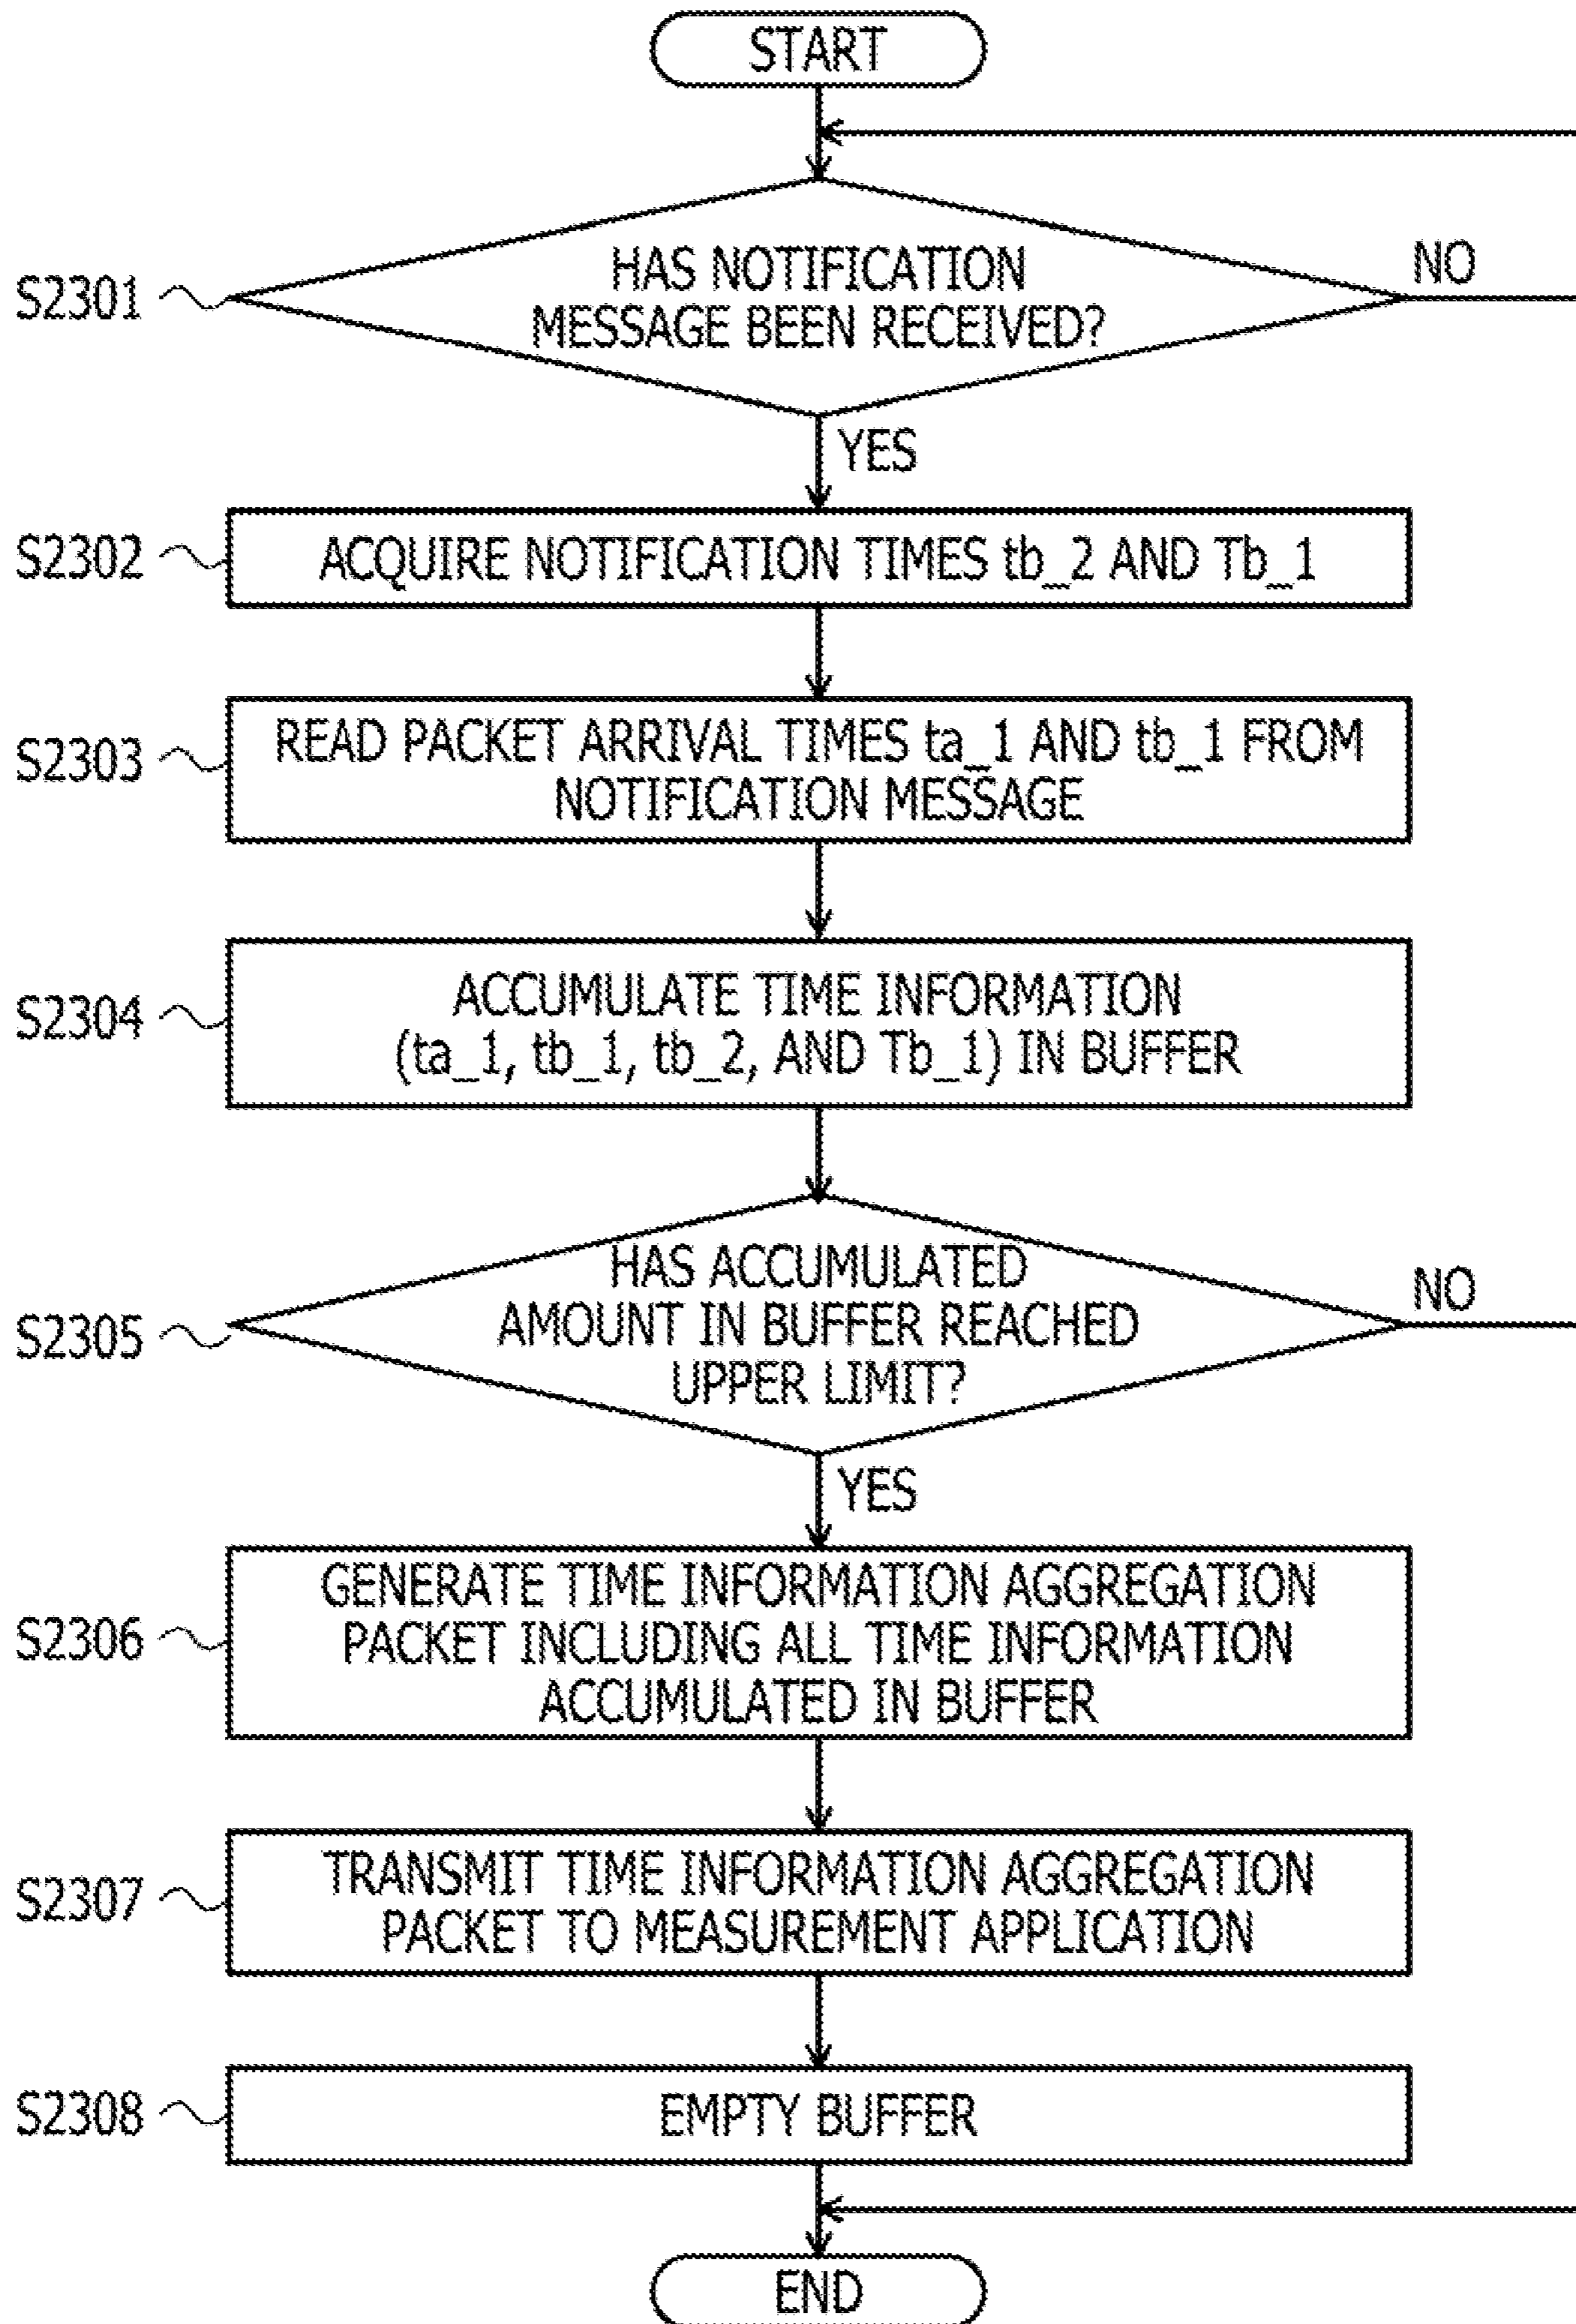 START
HAS NOTIFICATION
MESSAGE BEEN RECEIVED?
NO
S2301
YES
S2302
ACQUIRE NOTIFICATION TIMES tb_2 AND Tb_1
S2303
READ PACKET ARRIVAL TIMES ta_1 AND tb_1 FROM
NOTIFICATION MESSAGE
S2304
ACCUMULATE TIME INFORMATION
(ta_1, tb_1, tb_2, AND Tb_1) IN BUFFER
S2305
HAS ACCUMULATED
AMOUNT IN BUFFER REACHED
UPPER LIMIT?
NO
YES
S2306
GENERATE TIME INFORMATION AGGREGATION
PACKET INCLUDING ALL TIME INFORMATION
ACCUMULATED IN BUFFER
S2307
TRANSMIT TIME INFORMATION AGGREGATION
PACKET TO MEASUREMENT APPLICATION
S2308
EMPTY BUFFER
END